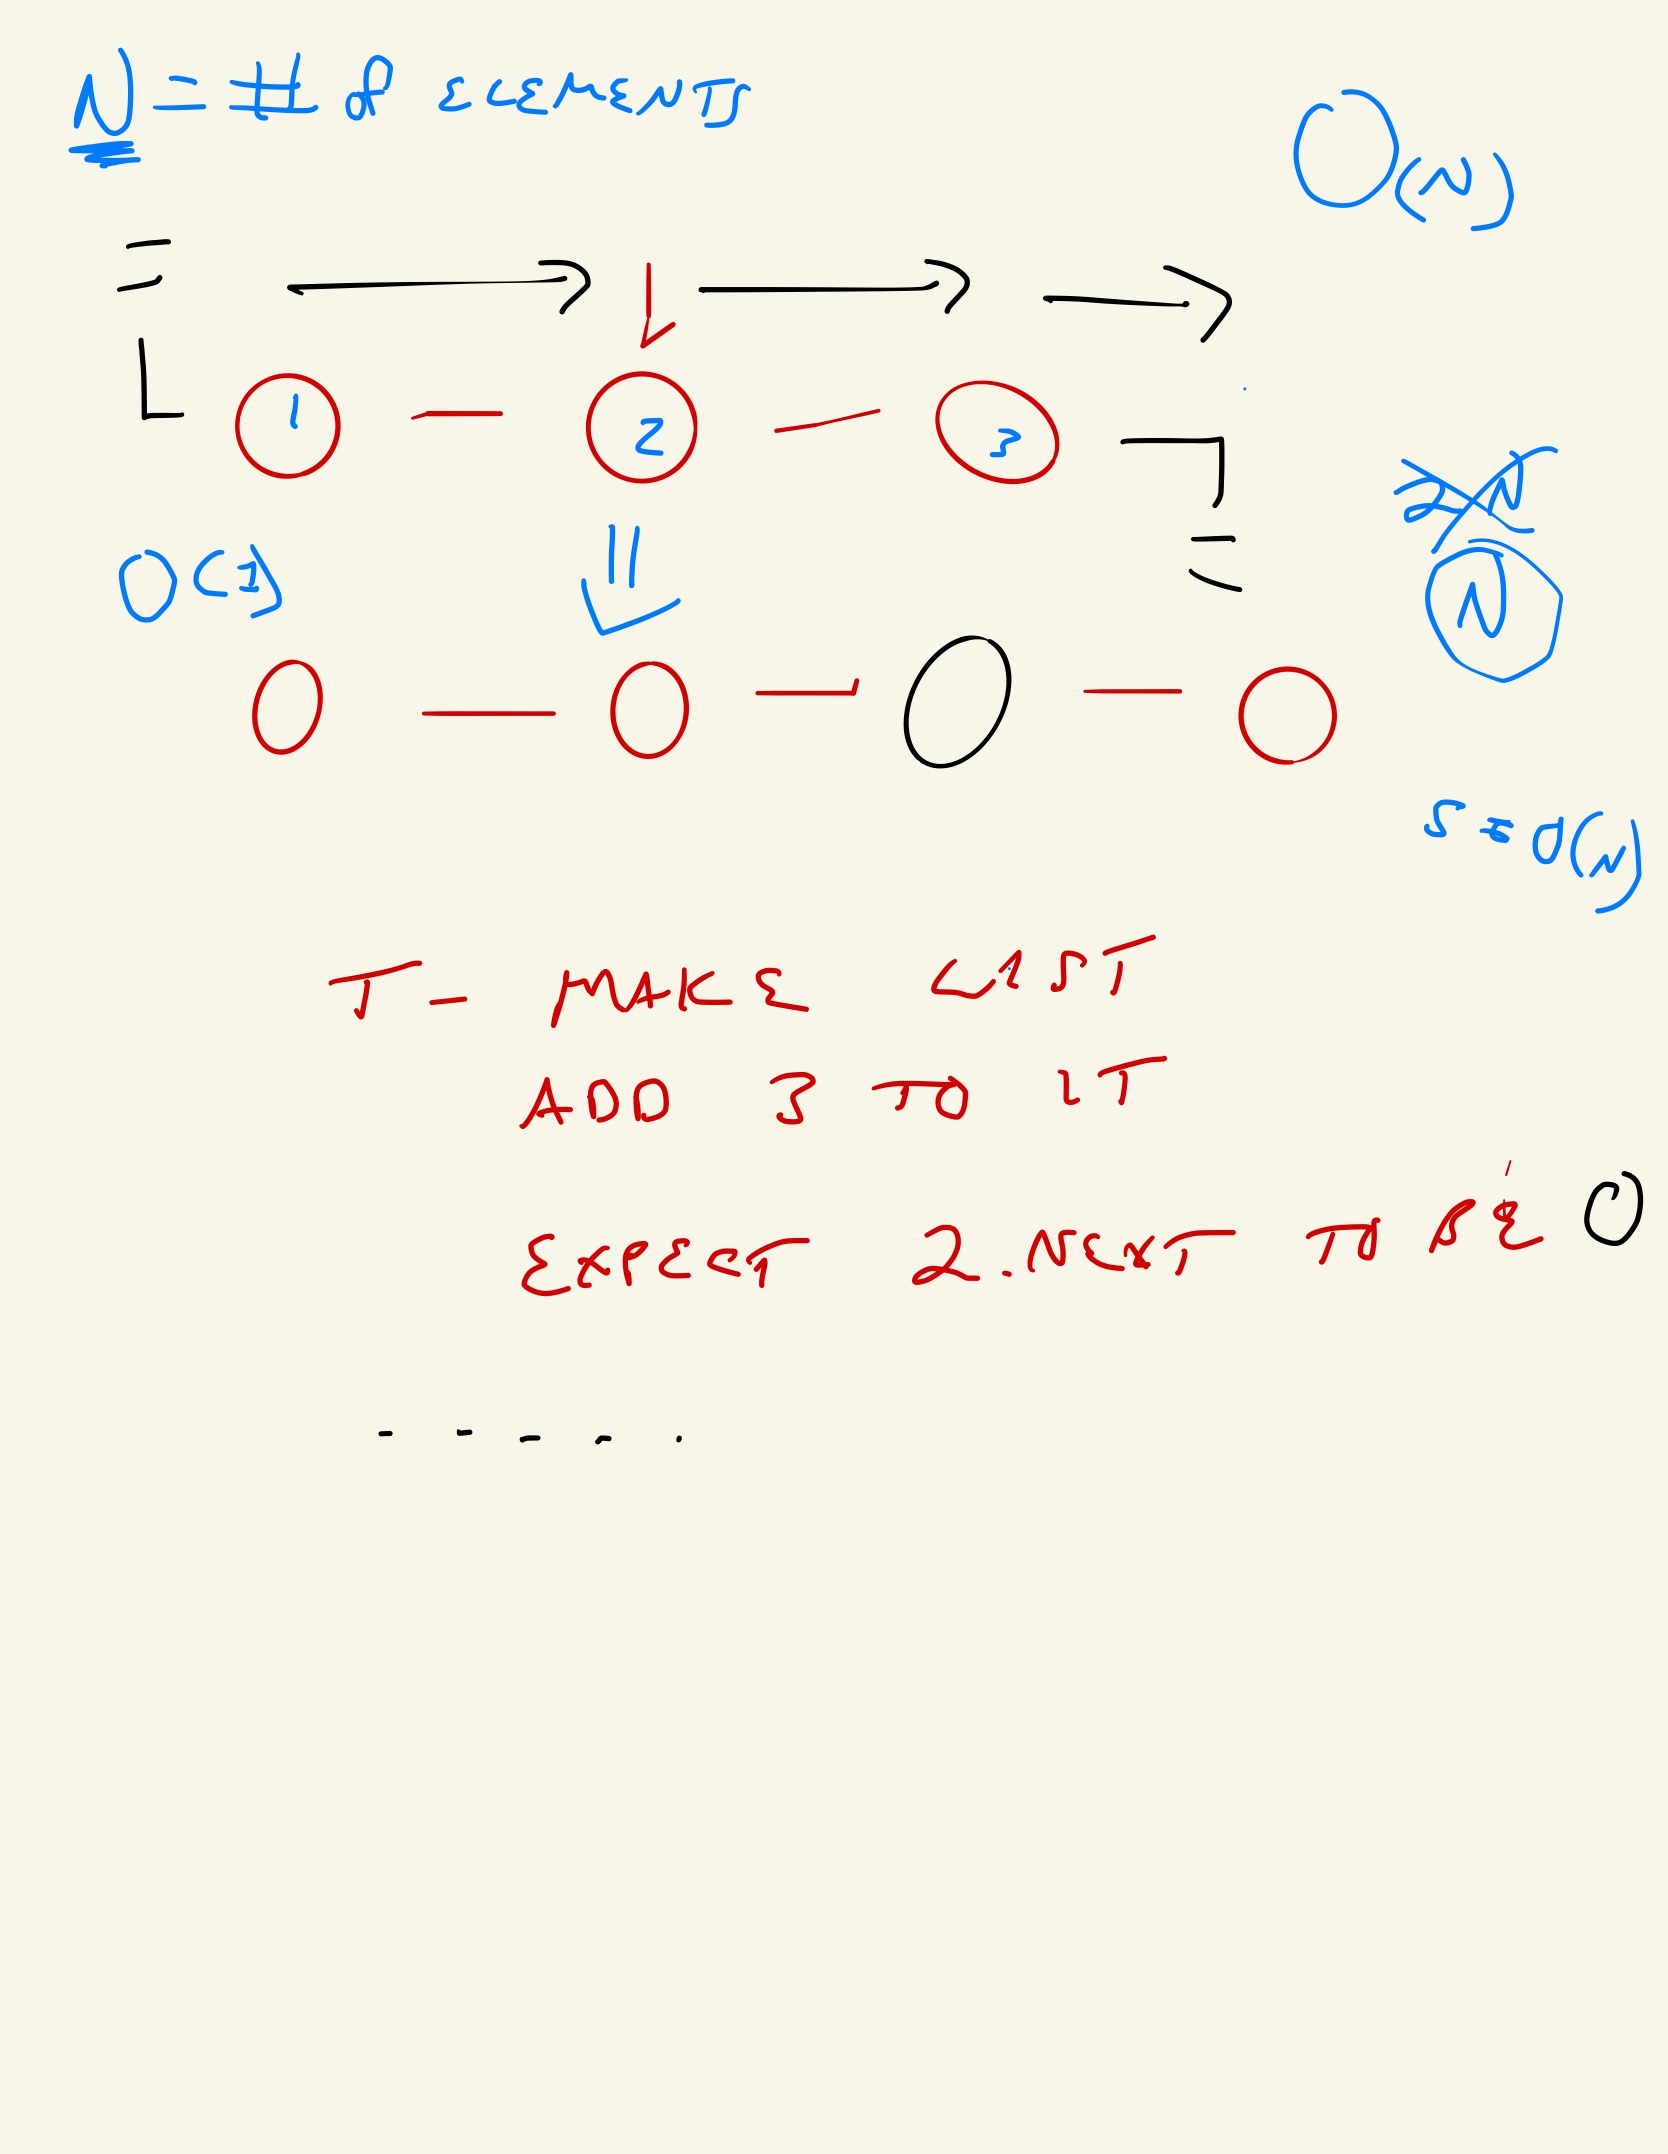 N = # of ELEMENTS
O(N)
1 — 2 — 3
2N
N
O(1)
S = O(N)
T - MAKE LIST
ADD 3 TO IT
EXPECT 2.NEXT TO BE O